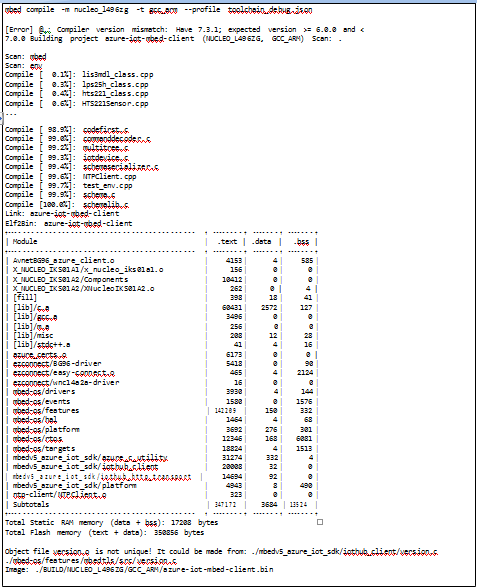 mbed compile -m nucleo_l496zg -t gcc_arm --profile toolchain_debug.json
[Error] @,: Compiler version mismatch: Have 7.3.1; expected version >= 6.0.0 and <
7.0.0 Building project azure-iot-mbed-client (NUCLEO_L496ZG, GCC_ARM) Scan: .
Scan: mbed
Scan: env
Compile [ 0.1%]: lis3mdl_class.cpp
Compile [ 0.3%]: lps25h_class.cpp
Compile [ 0.4%]: hts221_class.cpp
Compile [ 0.6%]: HTS221Sensor.cpp
...
Compile [ 98.9%]: codefirst.c
Compile [ 99.0%]: commanddecoder.c
Compile [ 99.2%]: multitree.c
Compile [ 99.3%]: iotdevice.c
Compile [ 99.4%]: schemaserializer.c
Compile [ 99.6%]: NTPClient.cpp
Compile [ 99.7%]: test_env.cpp
Compile [ 99.9%]: schema.c
Compile [100.0%]: schemalib.c
Link: azure-iot-mbed-client
Elf2Bin: azure-iot-mbed-client
| Module | .text | .data | .bss |
| AvnetBG96_azure_client.o | 4153 | 4 | 585 |
| X_NUCLEO_IKS01A1/x_nucleo_iks01a1.o | 156 | 0 | 0 |
| X_NUCLEO_IKS01A2/Components | 10412 | 0 | 0 |
| X_NUCLEO_IKS01A2/XNucleoIKS01A2.o | 262 | 0 | 4 |
| [fill] | 398 | 18 | 41 |
| [lib]/c.a | 60431 | 2572 | 127 |
| [lib]/gcc.a | 3496 | 0 | 0 |
| [lib]/m.a | 256 | 0 | 0 |
| [lib]/misc | 208 | 12 | 28 |
| [lib]/stdc++.a | 41 | 4 | 16 |
| azure_certs.o | 6173 | 0 | 0 |
| easyconnect/BG96-driver | 5418 | 0 | 90 |
| easyconnect/easy-connect.o | 465 | 4 | 2124 |
| easyconnect/wnc14a2a-driver | 16 | 0 | 0 |
| mbed-os/drivers | 3930 | 4 | 144 |
| mbed-os/events | 1580 | 0 | 1576 |
| mbed-os/features | 142289 | 150 | 332 |
| mbed-os/hal | 1464 | 4 | 68 |
| mbed-os/platform | 3692 | 276 | 301 |
| mbed-os/rtos | 12346 | 168 | 6081 |
| mbed-os/targets | 18824 | 4 | 1513 |
| mbedv5_azure_iot_sdk/azure_c_utility | 31274 | 332 | 4 |
| mbedv5_azure_iot_sdk/iothub_client | 20008 | 32 | 0 |
| mbedv5_azure_iot_sdk/iothub_http_transport | 14694 | 92 | 0 |
| mbedv5_azure_iot_sdk/platform | 4943 | 8 | 490 |
| ntp-client/NTPClient.o | 323 | 0 | 0 |
| Subtotals | 347172 | 3684 | 13524 |
Total Static RAM memory (data + bss): 17208 bytes
Total Flash memory (text + data): 350856 bytes
Object file version.o is not unique! It could be made from: ./mbedv5_azure_iot_sdk/iothub_client/version.c
./mbed-os/features/mbedtls/src/version.c
Image: ./BUILD/NUCLEO_L496ZG/GCC_ARM/azure-iot-mbed-client.bin